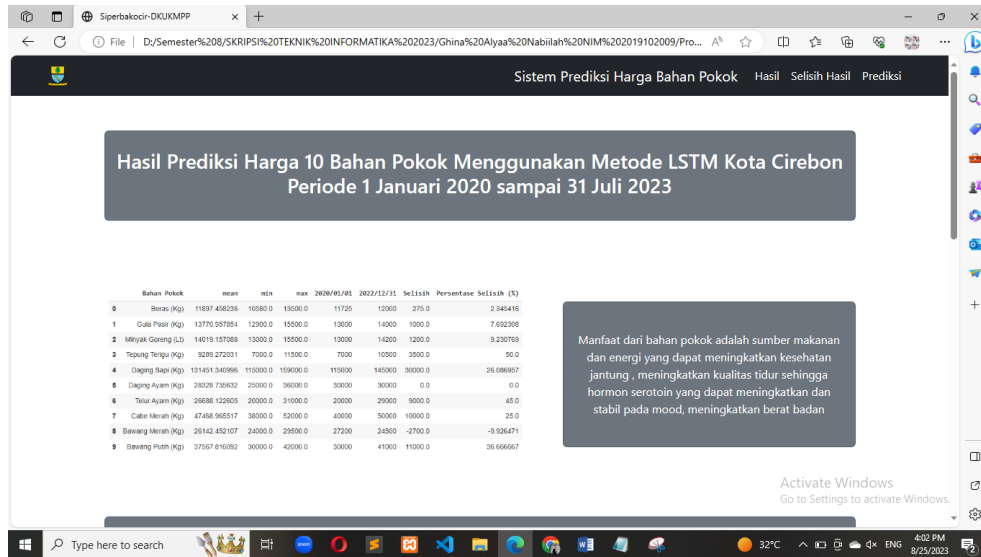 Siperbakocir-DKUKMPP
File D:/Semester%208/SKRIPSI%20TEKNIK%20INFORMATIKA%202023/Ghina%20Alyaa%20Nabiilah%20NIM%202019102009/Pro...
Sistem Prediksi Harga Bahan Pokok Hasil Selisih Hasil Prediksi
Hasil Prediksi Harga 10 Bahan Pokok Menggunakan Metode LSTM Kota Cirebon
Periode 1 Januari 2020 sampai 31 Juli 2023
Bahan Pokok mean min max 2020/01/01 2022/12/31 Selisih Persentase Selisih (%)
0 Beras (Kg) 11897.458236 10580.0 13500.0 11725 12000 275.0 2.345416
1 Gula Pasir (Kg) 13770.957854 12900.0 15500.0 13000 14000 1000.0 7.692308
2 Minyak Goreng (Lt) 14019.157088 13000.0 15500.0 13000 14200 1200.0 9.230769
3 Tepung Terigu (Kg) 9289.272031 7000.0 11500.0 7000 10500 3500.0 50.0
4 Daging Sapi (Kg) 131451.340996 115000.0 159000.0 115000 145000 30000.0 26.086957
5 Daging Ayam (Kg) 28328.735632 25000.0 36000.0 30000 30000 0.0 0.0
6 Telur Ayam (Kg) 26688.122605 20000.0 31000.0 20000 29000 9000.0 45.0
7 Cabe Merah (Kg) 47468.965517 38000.0 52000.0 40000 50000 10000.0 25.0
8 Bawang Merah (Kg) 26142.452107 24000.0 29500.0 27200 24500 -2700.0 -9.926471
9 Bawang Putih (Kg) 37567.816092 30000.0 42000.0 30000 41000 11000.0 36.666667
Manfaat dari bahan pokok adalah sumber makanan
dan energi yang dapat meningkatkan kesehatan
jantung , meningkatkan kualitas tidur sehingga
hormon serotoin yang dapat meningkatkan dan
stabil pada mood, meningkatkan berat badan
Activate Windows
Go to Settings to activate Windows.
Type here to search
zoom
32°C ENG 4:02 PM
8/25/2023
2